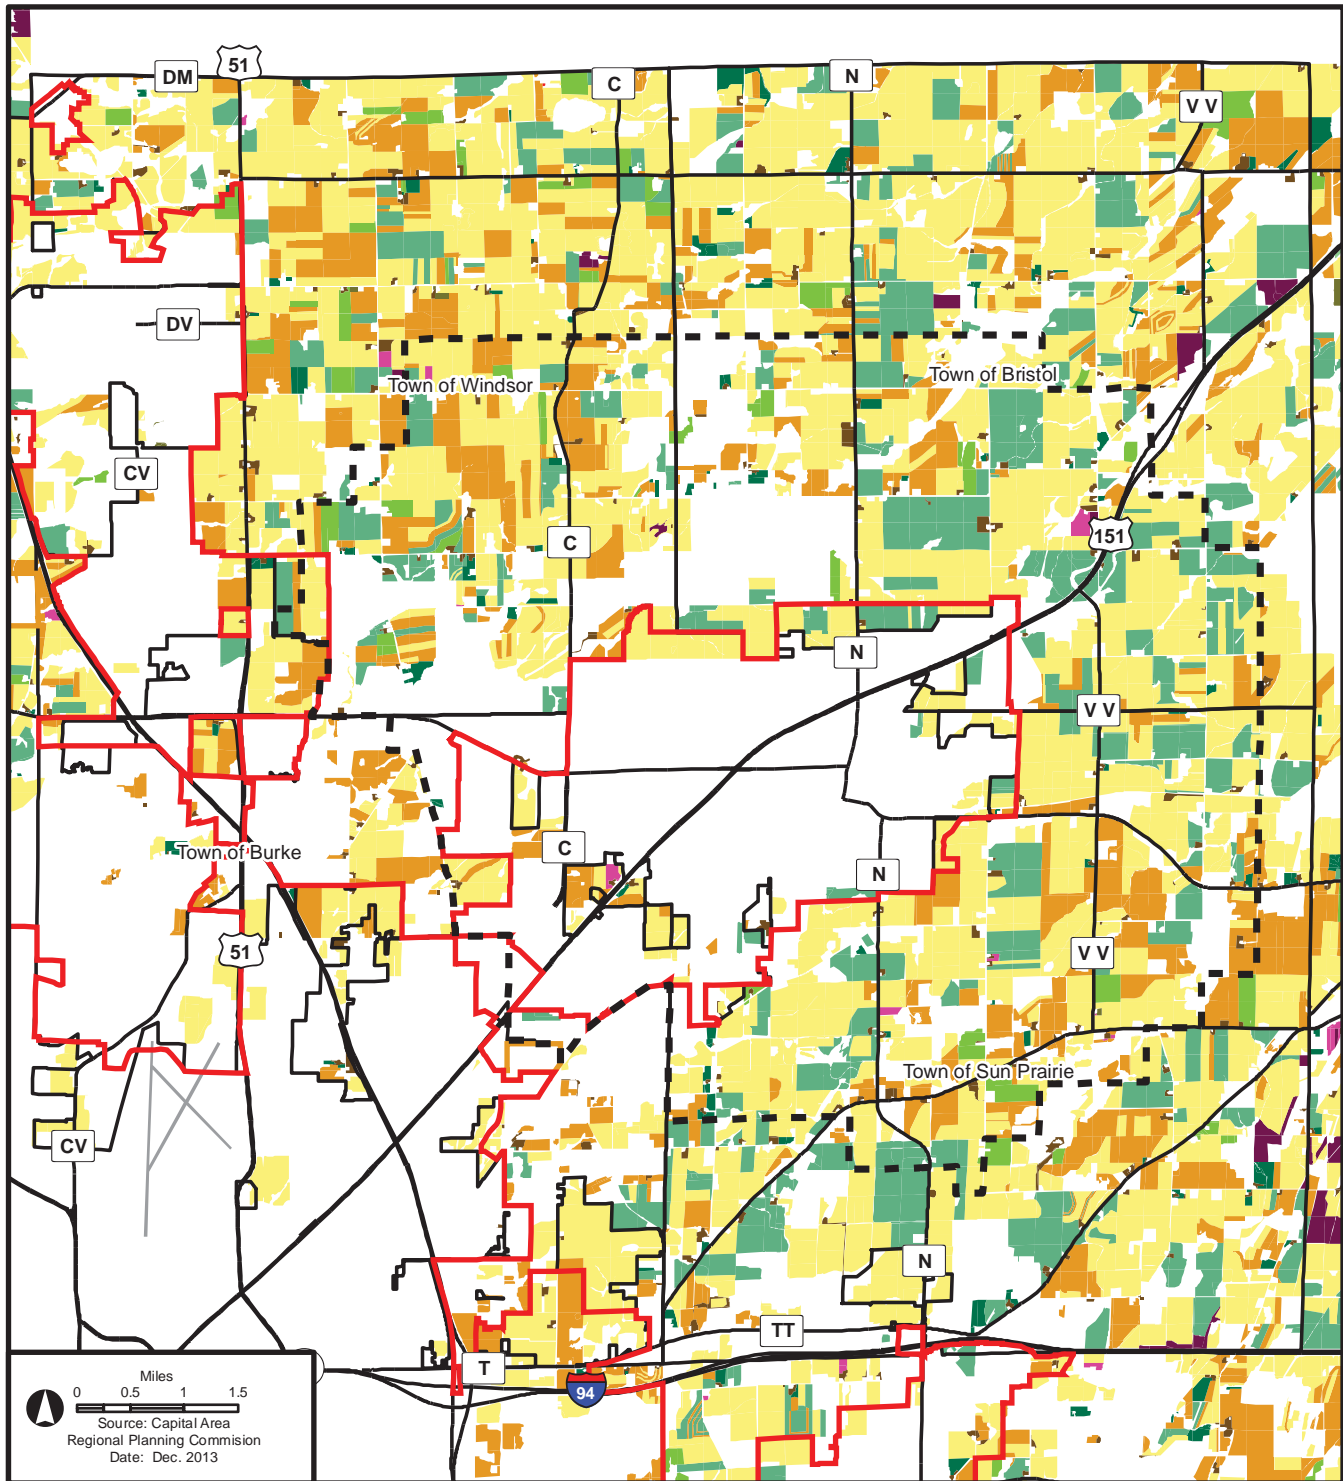 DM
51
C
N
V V
DV
Town of Windsor
Town of Bristol
CV
C
151
N
V V
C
Town of Burke
N
51
V V
Town of Sun Prairie
CV
N
TT
T
94
Miles
0 0.5 1 1.5
Source: Capital Area
Regional Planning Commision
Date: Dec. 2013